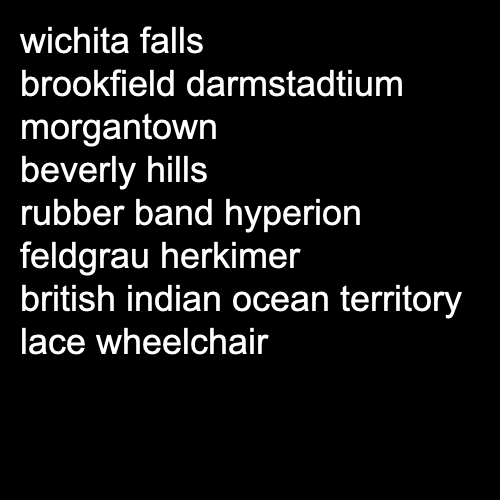 wichita falls
brookfield darmstadtium
morgantown
beverly hills
rubber band hyperion
feldgrau herkimer
british indian ocean territory
lace wheelchair